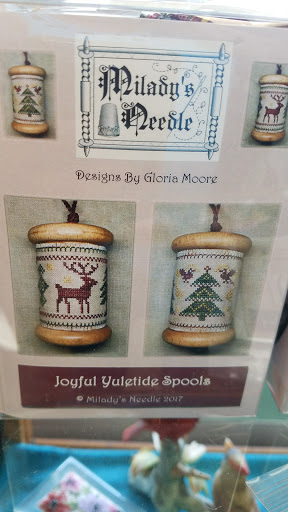 Milady's
Needle
Designs By Gloria Moore
Joyful Yuletide Spools
© Milady's Needle 2017